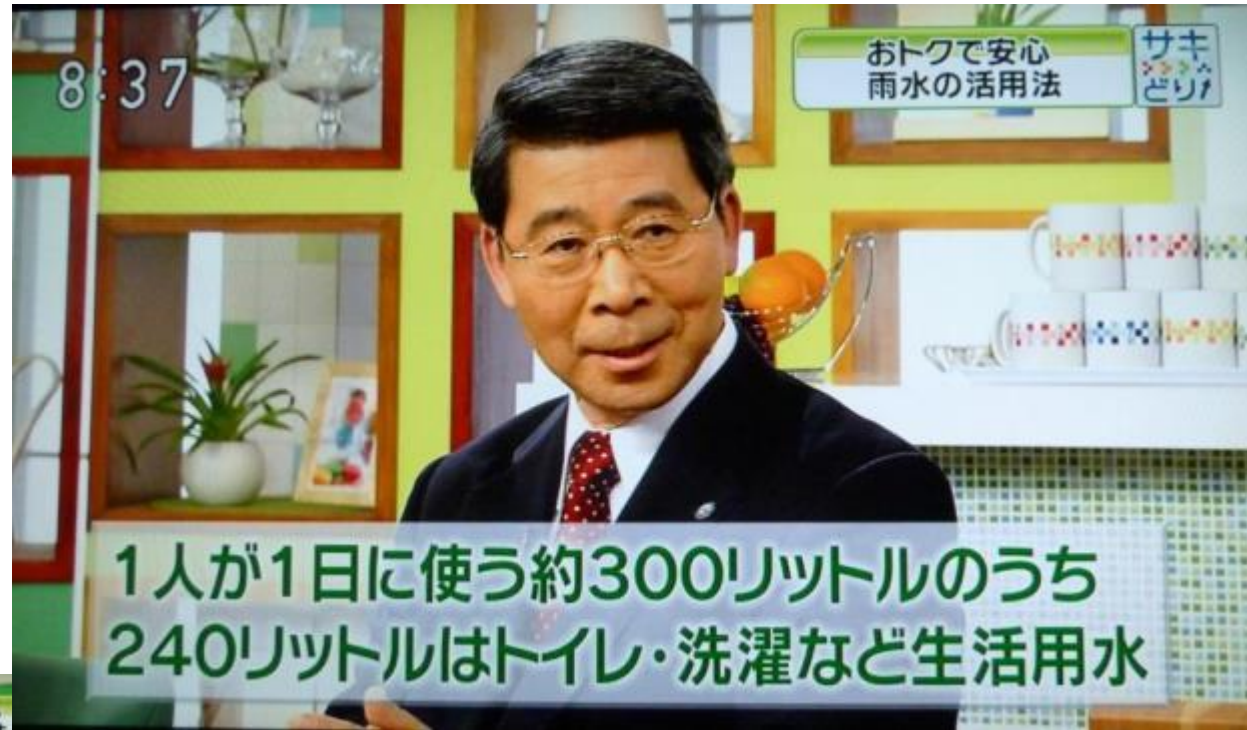 8:37
おトクで安心
雨水の活用法
サキ
どり!
1人が1日に使う約300リットルのうち
240リットルはトイレ・洗濯など生活用水